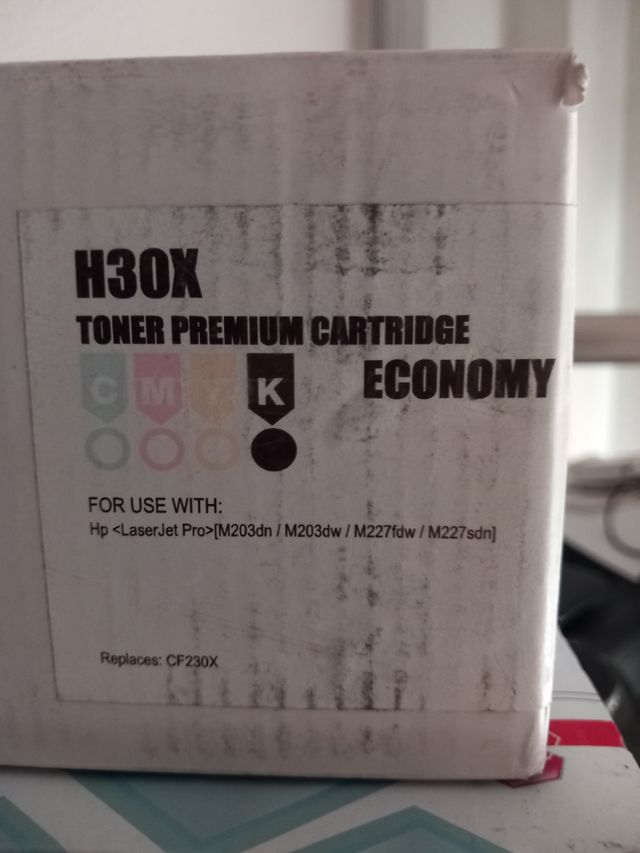 H30X
TONER PREMIUM CARTRIDGE
C M Y K ECONOMY
FOR USE WITH:
Hp <LaserJet Pro>[M203dn / M203dw / M227fdw / M227sdn]
Replaces: CF230X